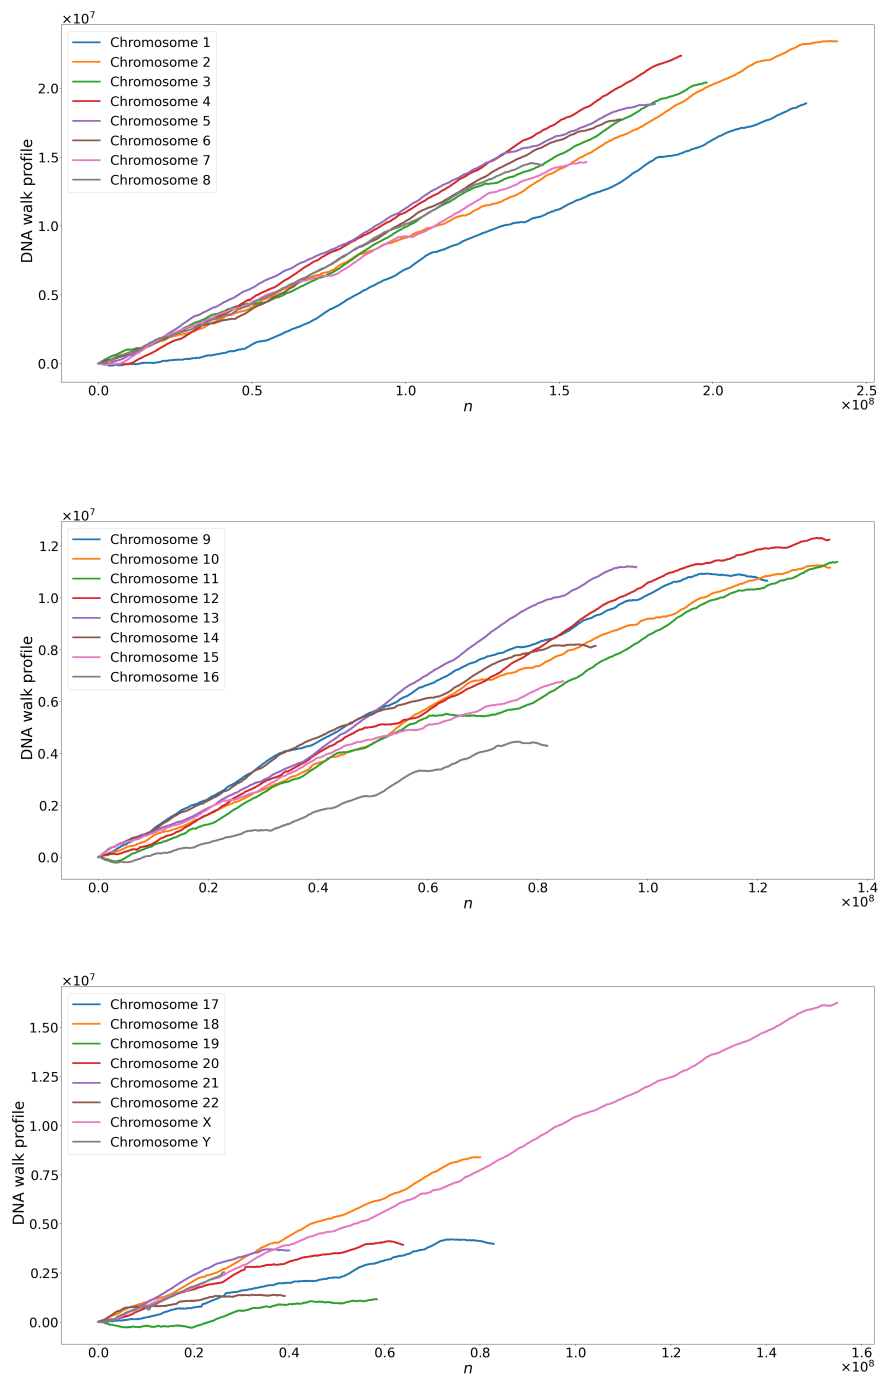 ×10⁷
Chromosome 1
Chromosome 2
Chromosome 3
Chromosome 4
Chromosome 5
Chromosome 6
Chromosome 7
Chromosome 8
DNA walk profile
2.0
1.5
1.0
0.5
0.0
0.0 0.5 1.0 1.5 2.0 2.5
n
×10⁸
×10⁷
Chromosome 9
Chromosome 10
Chromosome 11
Chromosome 12
Chromosome 13
Chromosome 14
Chromosome 15
Chromosome 16
DNA walk profile
1.2
1.0
0.8
0.6
0.4
0.2
0.0
0.0 0.2 0.4 0.6 0.8 1.0 1.2 1.4
n
×10⁸
×10⁷
Chromosome 17
Chromosome 18
Chromosome 19
Chromosome 20
Chromosome 21
Chromosome 22
Chromosome X
Chromosome Y
DNA walk profile
1.50
1.25
1.00
0.75
0.50
0.25
0.00
0.0 0.2 0.4 0.6 0.8 1.0 1.2 1.4 1.6
n
×10⁸